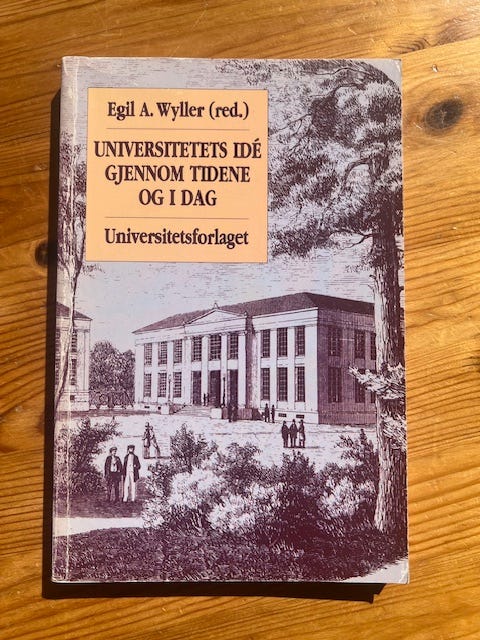 Egil A. Wyller (red.)
UNIVERSITETETS IDÉ
GJENNOM TIDENE
OG I DAG
Universitetsforlaget